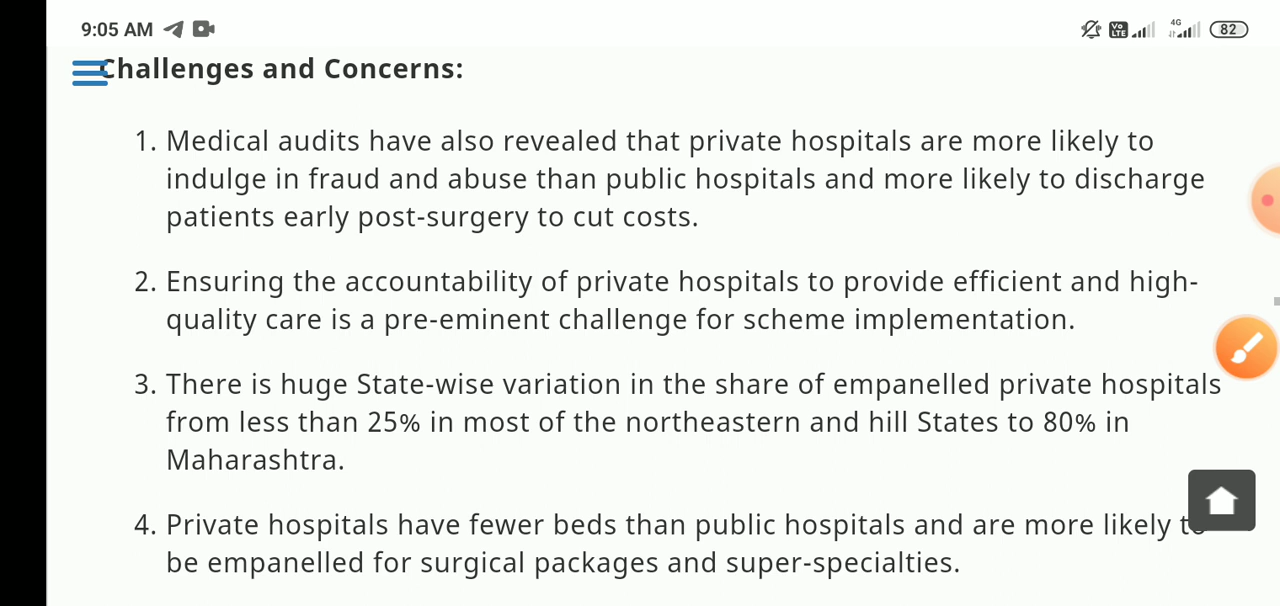 9:05 AM
Vo LTE
4G
82
Challenges and Concerns:
1. Medical audits have also revealed that private hospitals are more likely to
indulge in fraud and abuse than public hospitals and more likely to discharge
patients early post-surgery to cut costs.
2. Ensuring the accountability of private hospitals to provide efficient and high-
quality care is a pre-eminent challenge for scheme implementation.
3. There is huge State-wise variation in the share of empanelled private hospitals
from less than 25% in most of the northeastern and hill States to 80% in
Maharashtra.
4. Private hospitals have fewer beds than public hospitals and are more likely to
be empanelled for surgical packages and super-specialties.